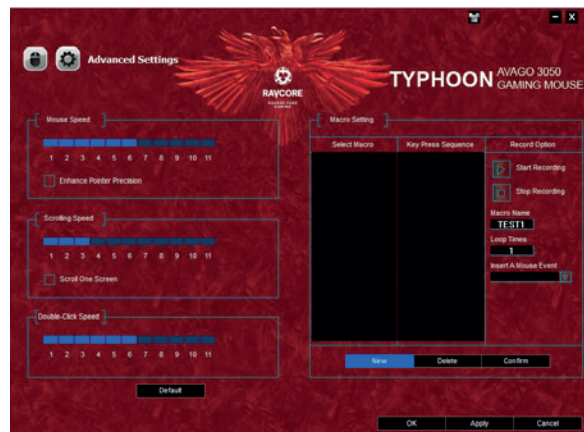 X
Advanced Settings
RAVCORE
TYPHOON AVAGO 3050 GAMING MOUSE
Mouse Speed
1 2 3 4 5 6 7 8 9 10 11
Enhance Pointer Precision
Scrolling Speed
1 2 3 4 5 6 7 8 9 10 11
Scroll One Screen
Double-Click Speed
1 2 3 4 5 6 7 8 9 10 11
Default
Macro Setting
Select Macro Key Press Sequence Record Option
Start Recording
Stop Recording
Macro Name
TEST1
Loop Times
1
Insert A Mouse Event
New Delete Confirm
OK Apply Cancel